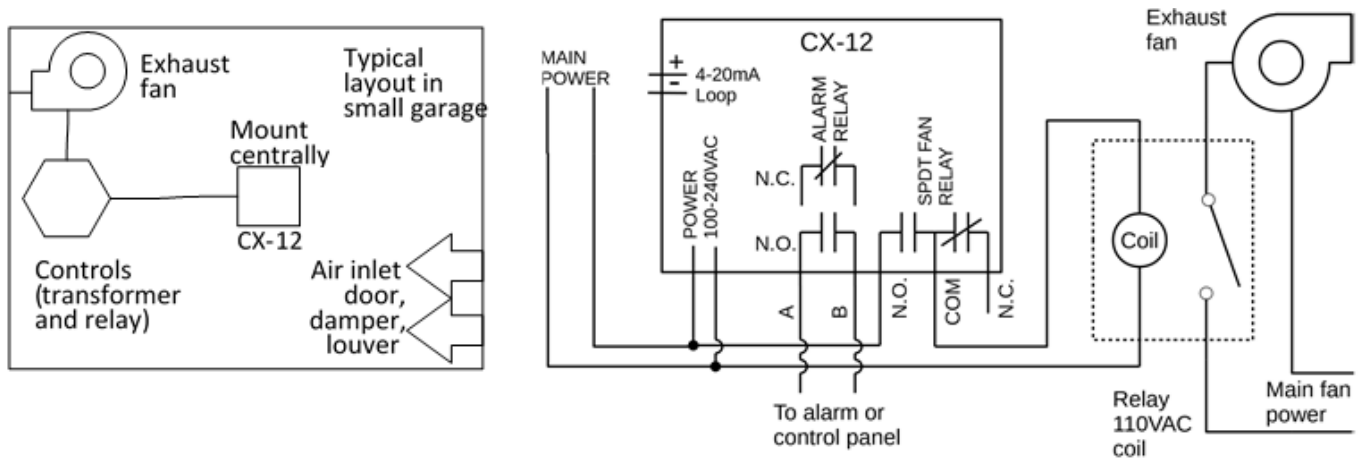 Exhaust
fan
Typical
layout in
small garage
Mount
centrally
CX-12
Controls
(transformer
and relay)
Air inlet
door,
damper,
louver
MAIN
POWER
CX-12
+
-
4-20mA
Loop
ALARM
RELAY
N.C.
SPDT FAN
RELAY
POWER
100-240VAC
N.O.
A
B
N.O.
COM
N.C.
To alarm or
control panel
Exhaust
fan
Coil
Relay
110VAC
coil
Main fan
power